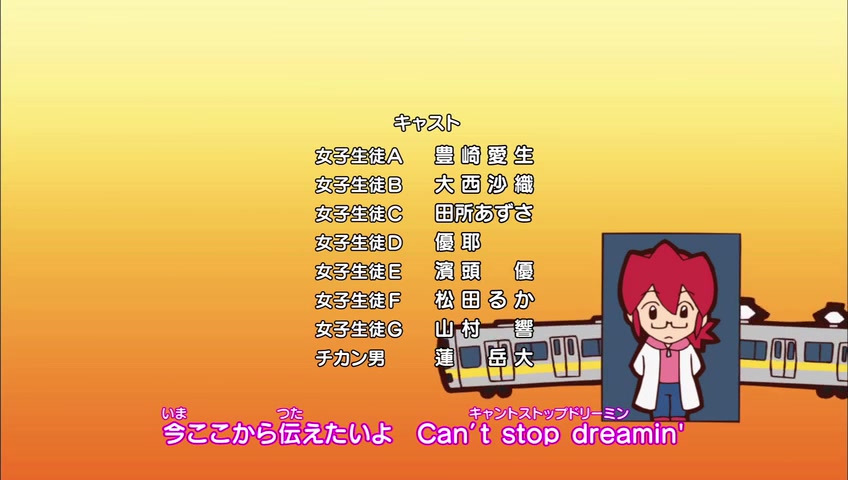 キャスト
女子生徒A 豊崎愛生
女子生徒B 大西沙織
女子生徒C 田所あずさ
女子生徒D 優耶
女子生徒E 濱頭 優
女子生徒F 松田るか
女子生徒G 山村 響
チカン男 蓮 岳大
いま つた キャントストップドリーミン
今ここから伝えたいよ Can't stop dreamin'